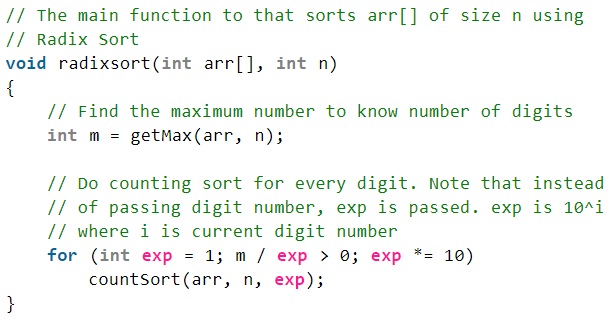 // The main function to that sorts arr[] of size n using
// Radix Sort
void radixsort(int arr[], int n)
{
    // Find the maximum number to know number of digits
    int m = getMax(arr, n);

    // Do counting sort for every digit. Note that instead
    // of passing digit number, exp is passed. exp is 10^i
    // where i is current digit number
    for (int exp = 1; m / exp > 0; exp *= 10)
        countSort(arr, n, exp);
}